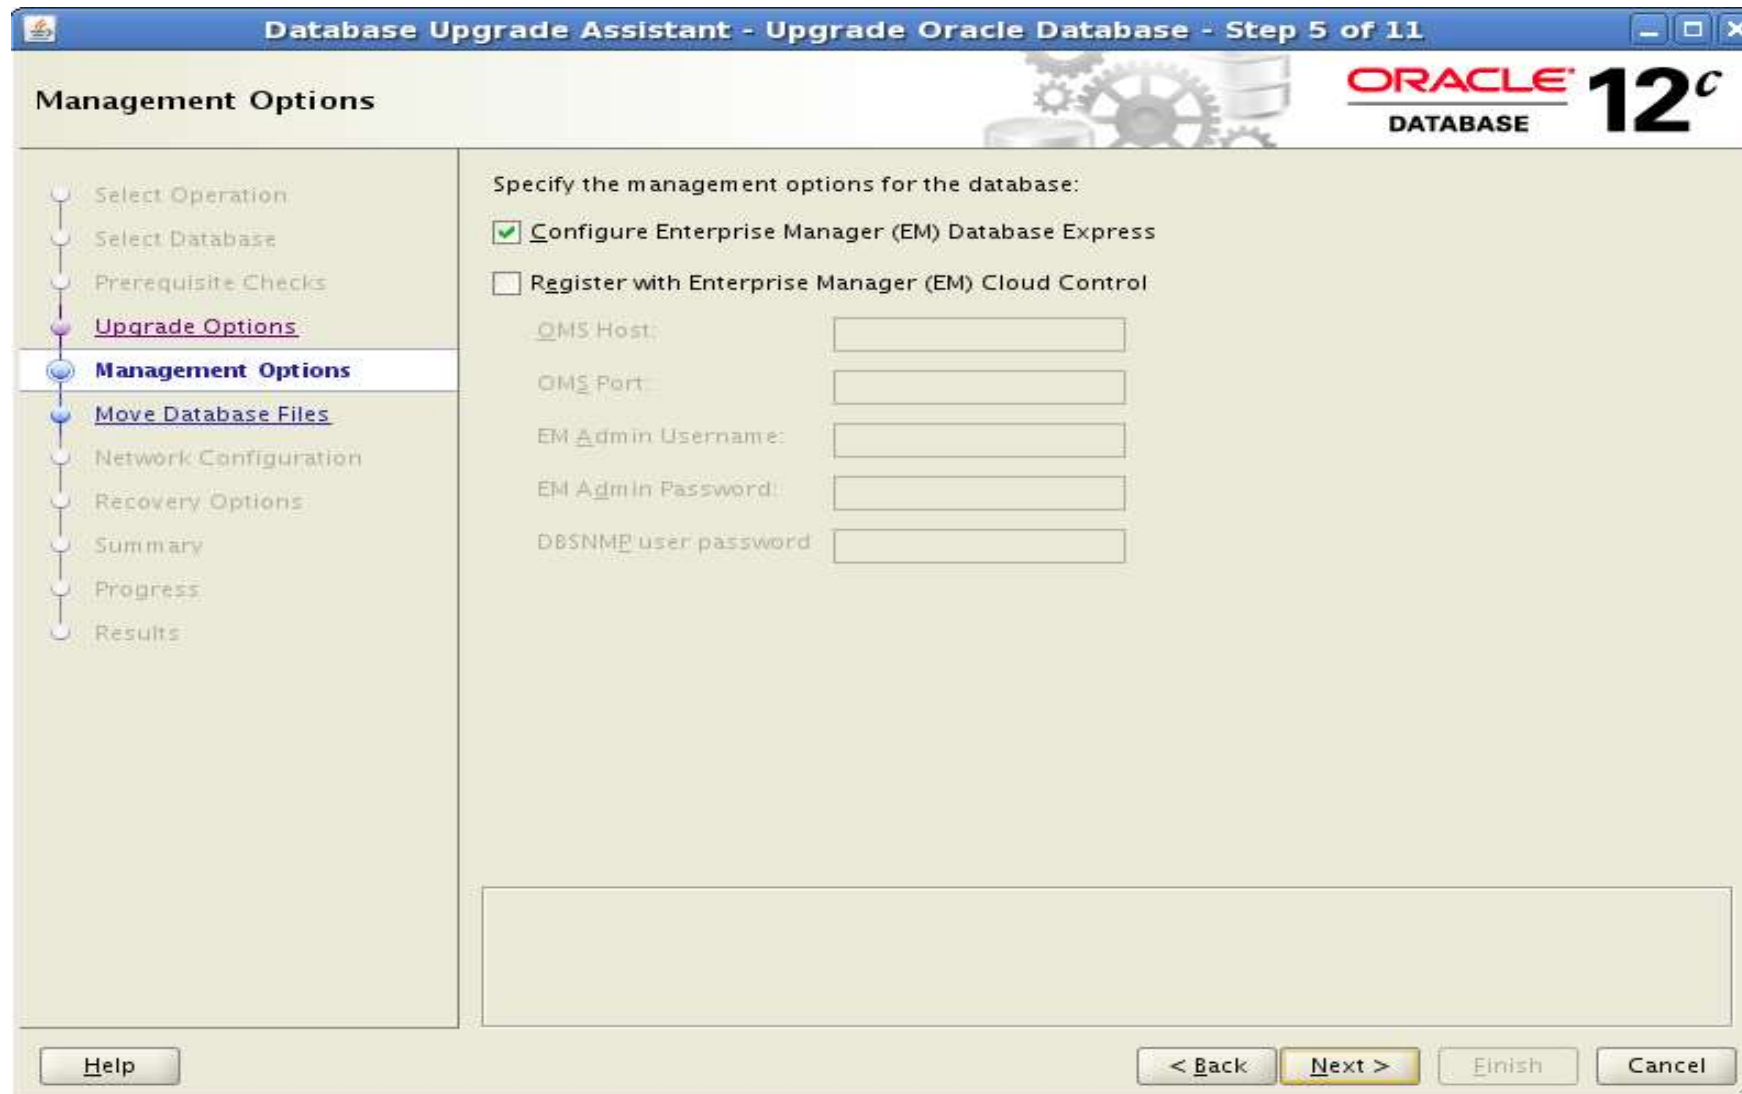 Database Upgrade Assistant - Upgrade Oracle Database - Step 5 of 11
Management Options
ORACLE
DATABASE
12c
Select Operation
Select Database
Prerequisite Checks
Upgrade Options
Management Options
Move Database Files
Network Configuration
Recovery Options
Summary
Progress
Results
Specify the management options for the database:
Configure Enterprise Manager (EM) Database Express
Register with Enterprise Manager (EM) Cloud Control
OMS Host:
OMS Port:
EM Admin Username:
EM Admin Password:
DBSNMP user password
Help
< Back
Next >
Finish
Cancel